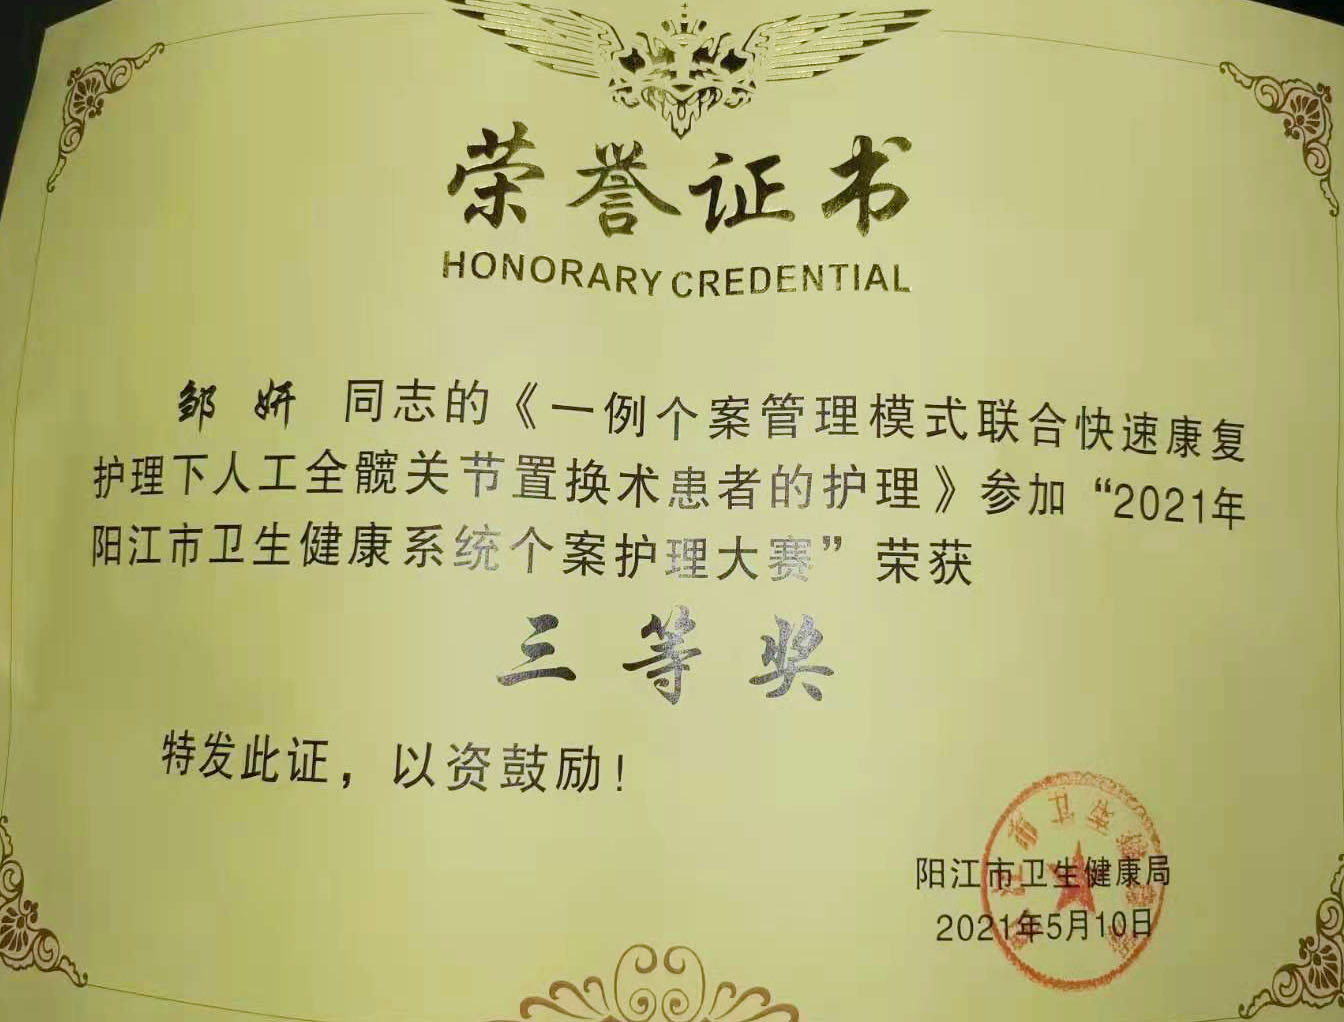 荣誉证书
HONORARY CREDENTIAL
邹妍 同志的《一例个案管理模式联合快速康复
护理下人工全髋关节置换术患者的护理》参加“2021年
阳江市卫生健康系统个案护理大赛”荣获
三等奖
特发此证，以资鼓励！
阳江市卫生健康局
2021年5月10日